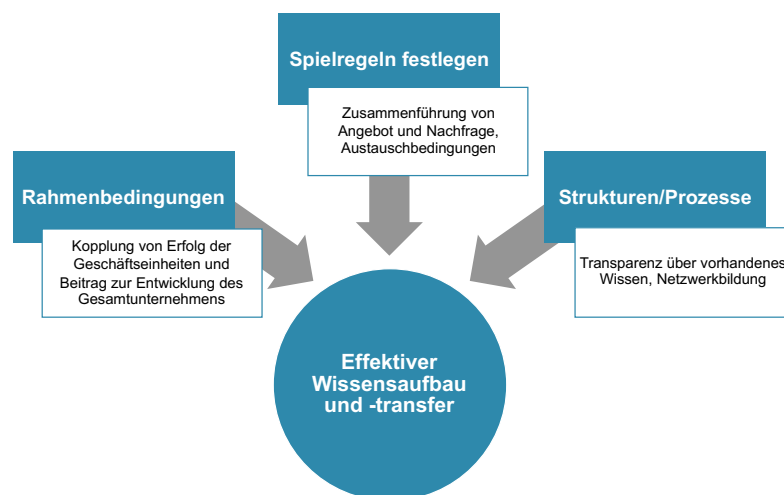 Spielregeln festlegen
Zusammenführung von
Angebot und Nachfrage,
Austauschbedingungen
Rahmenbedingungen
Kopplung von Erfolg der
Geschäftseinheiten und
Beitrag zur Entwicklung des
Gesamtunternehmens
Strukturen/Prozesse
Transparenz über vorhandenes
Wissen, Netzwerkbildung
Effektiver
Wissensaufbau
und -transfer